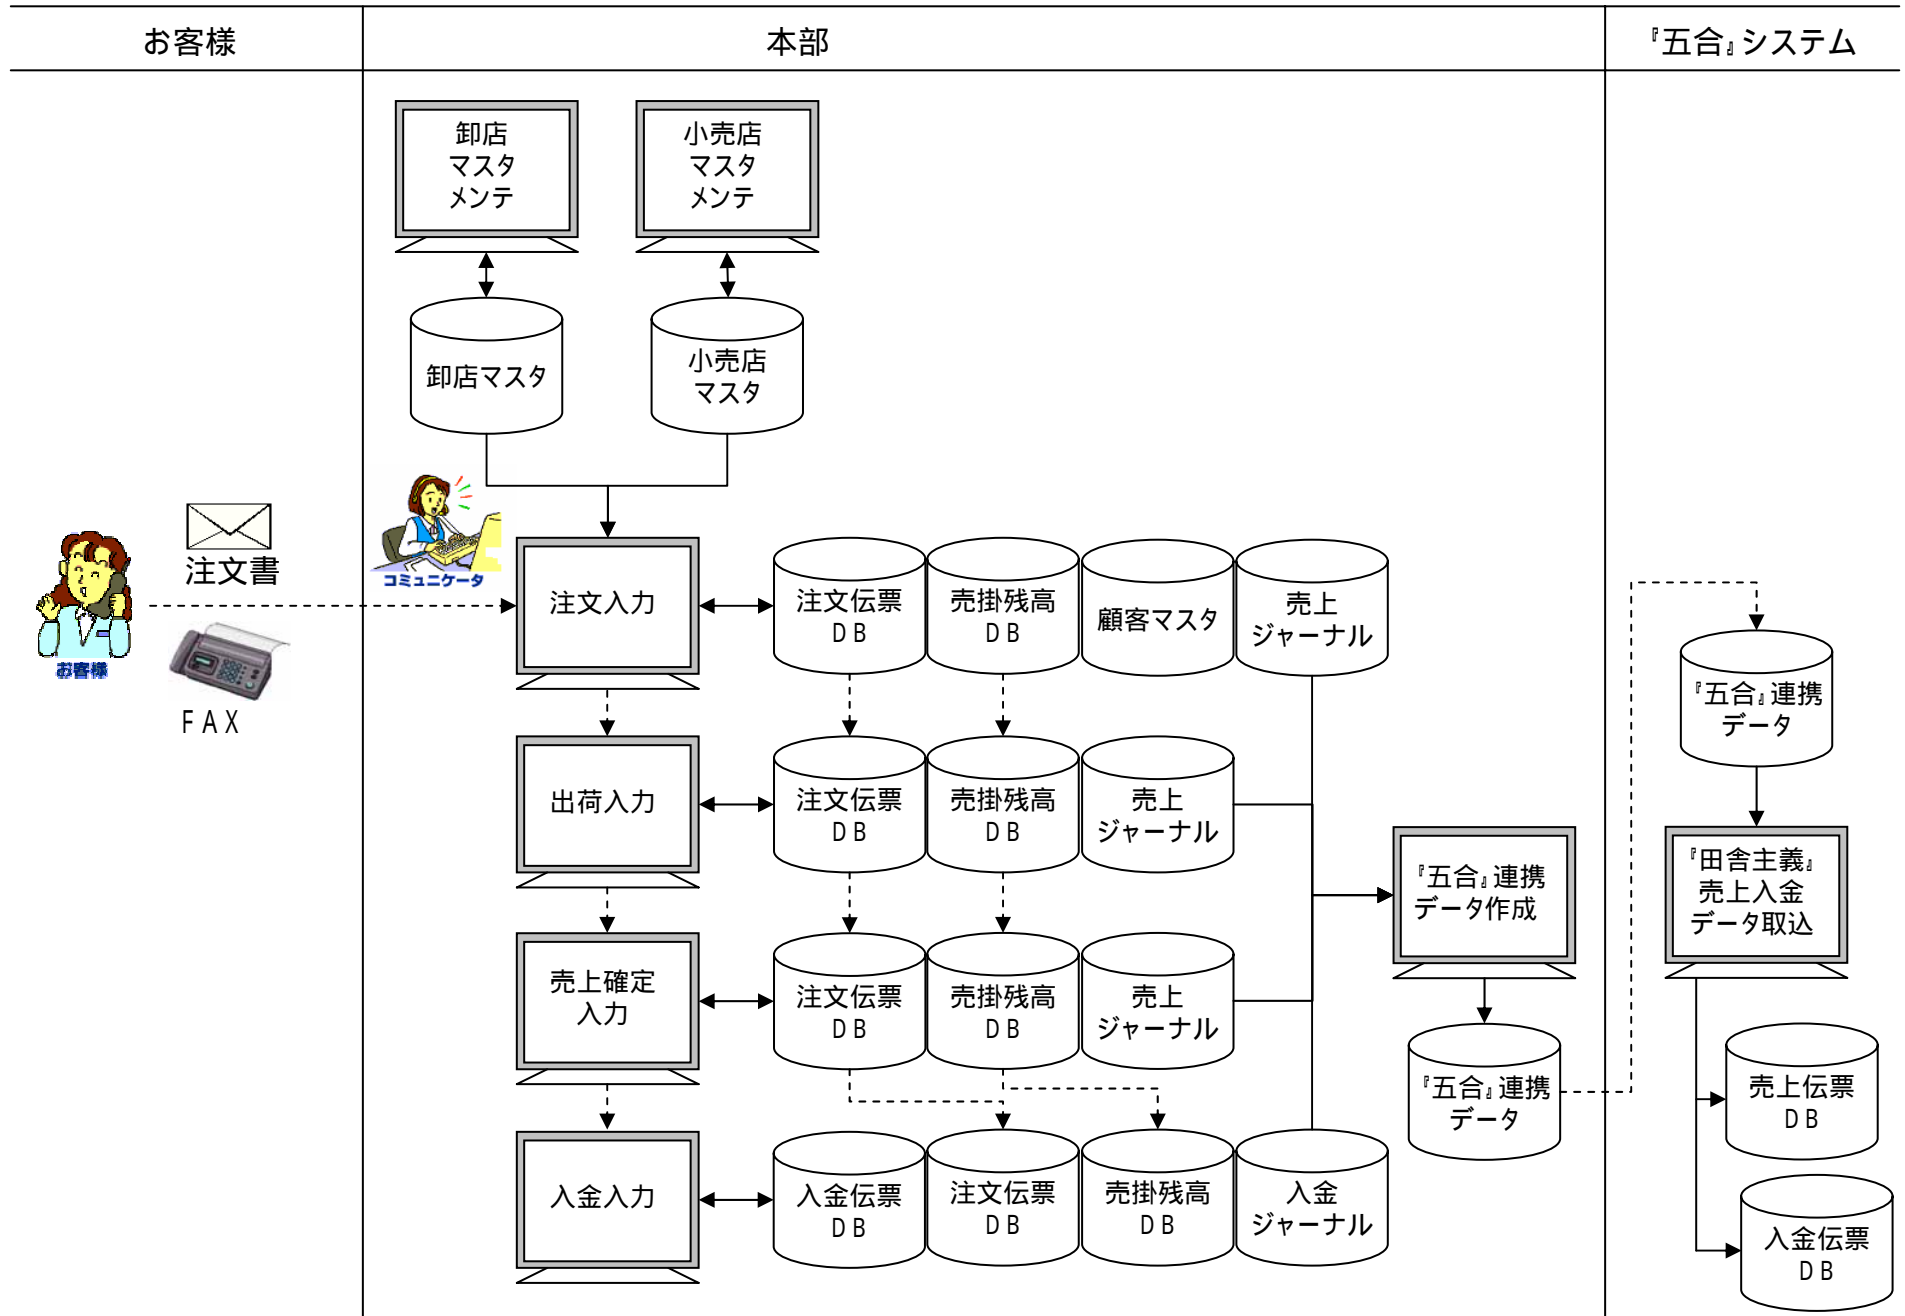 お客様
本部
『五合』システム
卸店
マスタ
メンテ
小売店
マスタ
メンテ
卸店マスタ
小売店
マスタ
注文書
お客様
FAX
コミュニケータ
注文入力
注文伝票
DB
売掛残高
DB
顧客マスタ
売上
ジャーナル
出荷入力
注文伝票
DB
売掛残高
DB
売上
ジャーナル
売上確定
入力
注文伝票
DB
売掛残高
DB
売上
ジャーナル
入金入力
入金伝票
DB
注文伝票
DB
売掛残高
DB
入金
ジャーナル
『五合』連携
データ作成
『五合』連携
データ
『五合』連携
データ
『田舎主義』
売上入金
データ取込
売上伝票
DB
入金伝票
DB